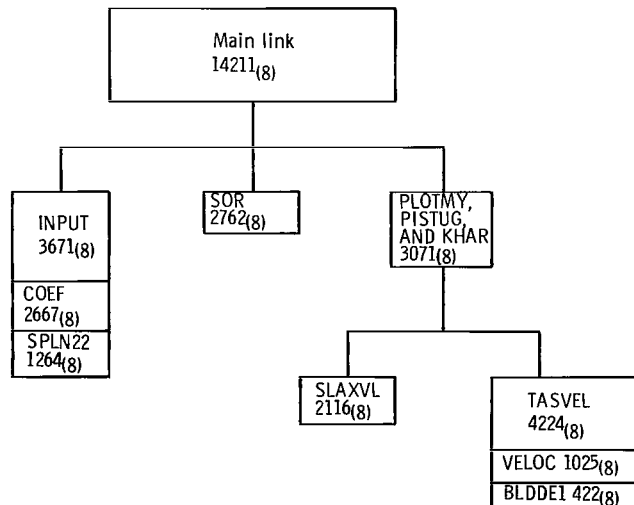 Main link
14211(8)
INPUT
3671(8)
COEF
2667(8)
SPLN22
1264(8)
SOR
2762(8)
PLOTMY,
PISTUG,
AND KHAR
3071(8)
SLAXVL
2116(8)
TASVEL
4224(8)
VELOC 1025(8)
BLDDE1 422(8)